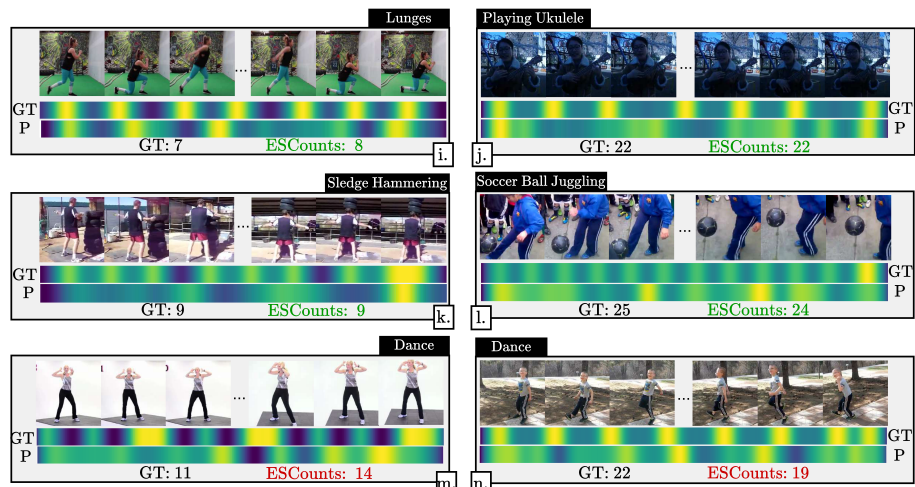 Lunges
GT
P
GT: 7 ESCounts: 8
i.
Playing Ukulele
GT
P
GT: 22 ESCounts: 22
j.
Sledge Hammering
GT
P
GT: 9 ESCounts: 9
k.
Soccer Ball Juggling
GT
P
GT: 25 ESCounts: 24
l.
Dance
GT
P
GT: 11 ESCounts: 14
m.
Dance
GT
P
GT: 22 ESCounts: 19
n.